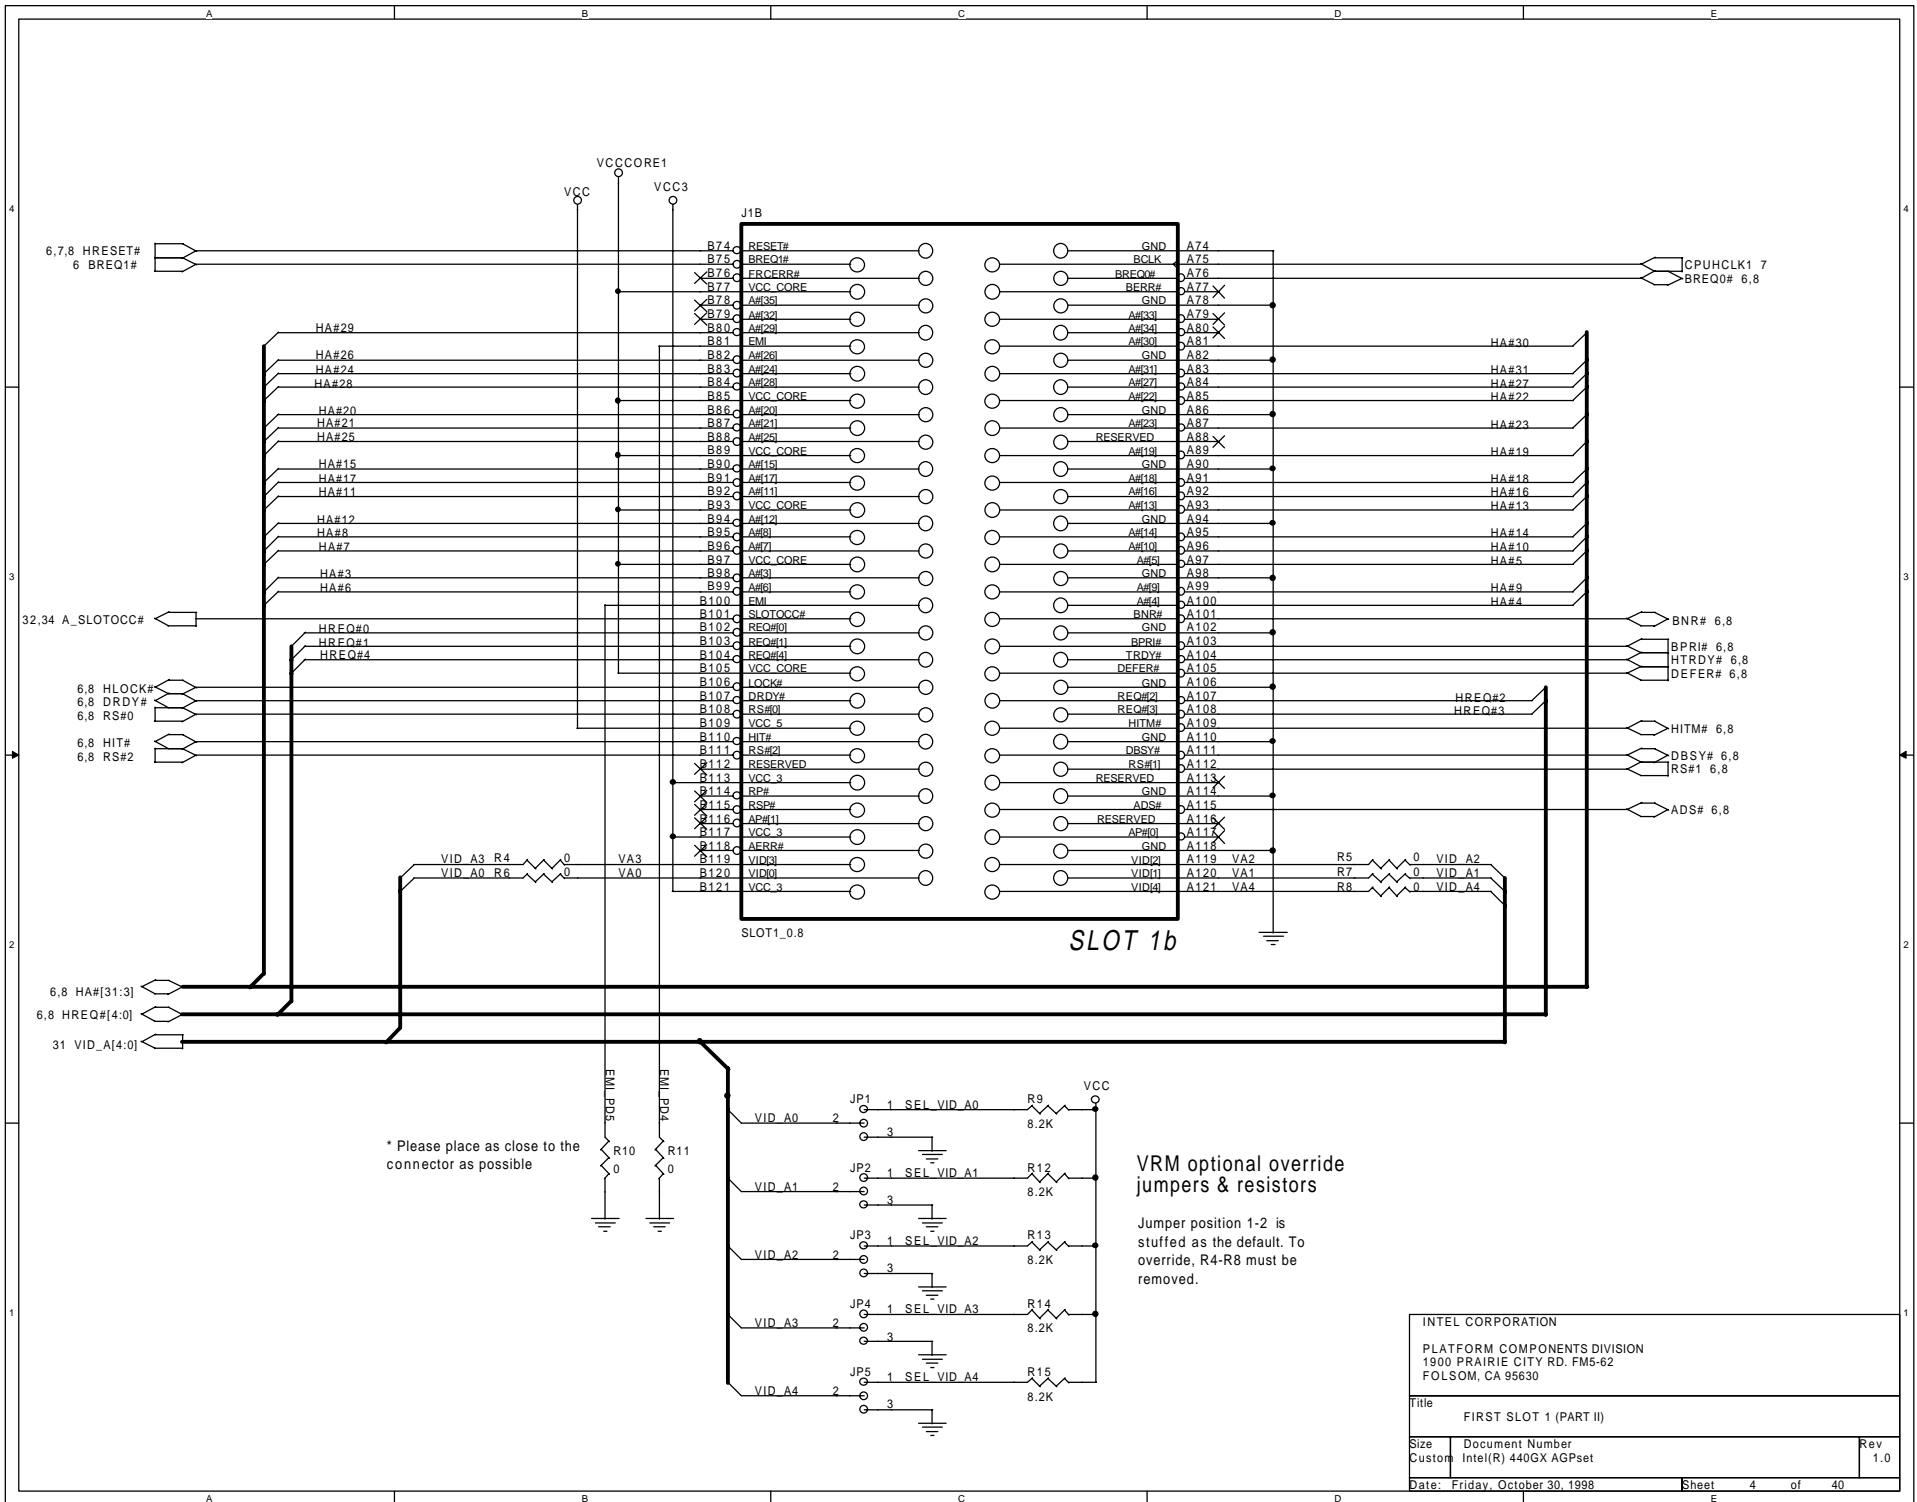 A B C D E
VCCCORE1
VCC VCC3
4 4
J1B
6,7,8 HRESET# B74 RESET# GND A74
6 BREQ1# B75 BREQ1# BCLK A75 CPUHCLK1 7
B76 FRCERR# BREQ0# A76 BREQ0# 6,8
B77 VCC_CORE BERR# A77
B78 A#[35] GND A78
B79 A#[32] A#[33] A79
HA#29 B80 A#[29] A#[34] A80
B81 EMI A#[30] A81 HA#30
HA#26 B82 A#[26] GND A82
HA#24 B83 A#[24] A#[31] A83 HA#31
HA#28 B84 A#[28] A#[27] A84 HA#27
B85 VCC_CORE A#[22] A85 HA#22
HA#20 B86 A#[20] GND A86
HA#21 B87 A#[21] A#[23] A87 HA#23
HA#25 B88 A#[25] RESERVED A88
B89 VCC_CORE A#[19] A89 HA#19
HA#15 B90 A#[15] GND A90
HA#17 B91 A#[17] A#[18] A91 HA#18
HA#11 B92 A#[11] A#[16] A92 HA#16
B93 VCC_CORE A#[13] A93 HA#13
HA#12 B94 A#[12] GND A94
HA#8 B95 A#[8] A#[14] A95 HA#14
HA#7 B96 A#[7] A#[10] A96 HA#10
B97 VCC_CORE A#[5] A97 HA#5
3 HA#3 B98 A#[3] GND A98 3
HA#6 B99 A#[6] A#[9] A99 HA#9
B100 EMI A#[4] A100 HA#4
32,34 A_SLOTOCC# B101 SLOTOCC# BNR# A101 BNR# 6,8
HREQ#0 B102 REQ#[0] GND A102
HREQ#1 B103 REQ#[1] BPRI# A103 BPRI# 6,8
HREQ#4 B104 REQ#[4] TRDY# A104 HTRDY# 6,8
B105 VCC_CORE DEFER# A105 DEFER# 6,8
6,8 HLOCK# B106 LOCK# GND A106
6,8 DRDY# B107 DRDY# REQ#[2] A107 HREQ#2
6,8 RS#0 B108 RS#[0] REQ#[3] A108 HREQ#3
B109 VCC_5 HITM# A109 HITM# 6,8
6,8 HIT# B110 HIT# GND A110
6,8 RS#2 B111 RS#[2] DBSY# A111 DBSY# 6,8
B112 RESERVED RS#[1] A112 RS#1 6,8
B113 VCC_3 RESERVED A113
B114 RP# GND A114
B115 RSP# ADS# A115 ADS# 6,8
B116 AP#[1] RESERVED A116
B117 VCC_3 AP#[0] A117
B118 AERR# GND A118
VID_A3 R4 0 VA3 B119 VID[3] VID[2] A119 VA2 R5 0 VID_A2
VID_A0 R6 0 VA0 B120 VID[0] VID[1] A120 VA1 R7 0 VID_A1
B121 VCC_3 VID[4] A121 VA4 R8 0 VID_A4
SLOT1_0.8
SLOT 1b
2 2
6,8 HA#[31:3]
6,8 HREQ#[4:0]
31 VID_A[4:0]
EMI_PD5 EMI_PD4
VCC
JP1 1 SEL_VID_A0 R9
VID_A0 2 8.2K
3
* Please place as close to the
connector as possible
R10 R11
0 0
JP2 1 SEL_VID_A1 R12
VID_A1 2 8.2K
3
VRM optional override
jumpers & resistors
Jumper position 1-2 is
stuffed as the default. To
override, R4-R8 must be
removed.
JP3 1 SEL_VID_A2 R13
VID_A2 2 8.2K
3
1 1
JP4 1 SEL_VID_A3 R14
VID_A3 2 8.2K
3
JP5 1 SEL_VID_A4 R15
VID_A4 2 8.2K
3
INTEL CORPORATION
PLATFORM COMPONENTS DIVISION
1900 PRAIRIE CITY RD. FM5-62
FOLSOM, CA 95630
Title
FIRST SLOT 1 (PART II)
Size Document Number Rev
Custom Intel(R) 440GX AGPset 1.0
Date: Friday, October 30, 1998 Sheet 4 of 40
A B C D E